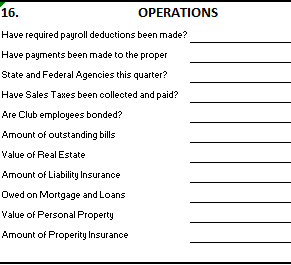 16. OPERATIONS
Have required payroll deductions been made?
Have payments been made to the proper
State and Federal Agencies this quarter?
Have Sales Taxes been collected and paid?
Are Club employees bonded?
Amount of outstanding bills
Value of Real Estate
Amount of Liability Insurance
Owed on Mortgage and Loans
Value of Personal Property
Amount of Properity Insurance